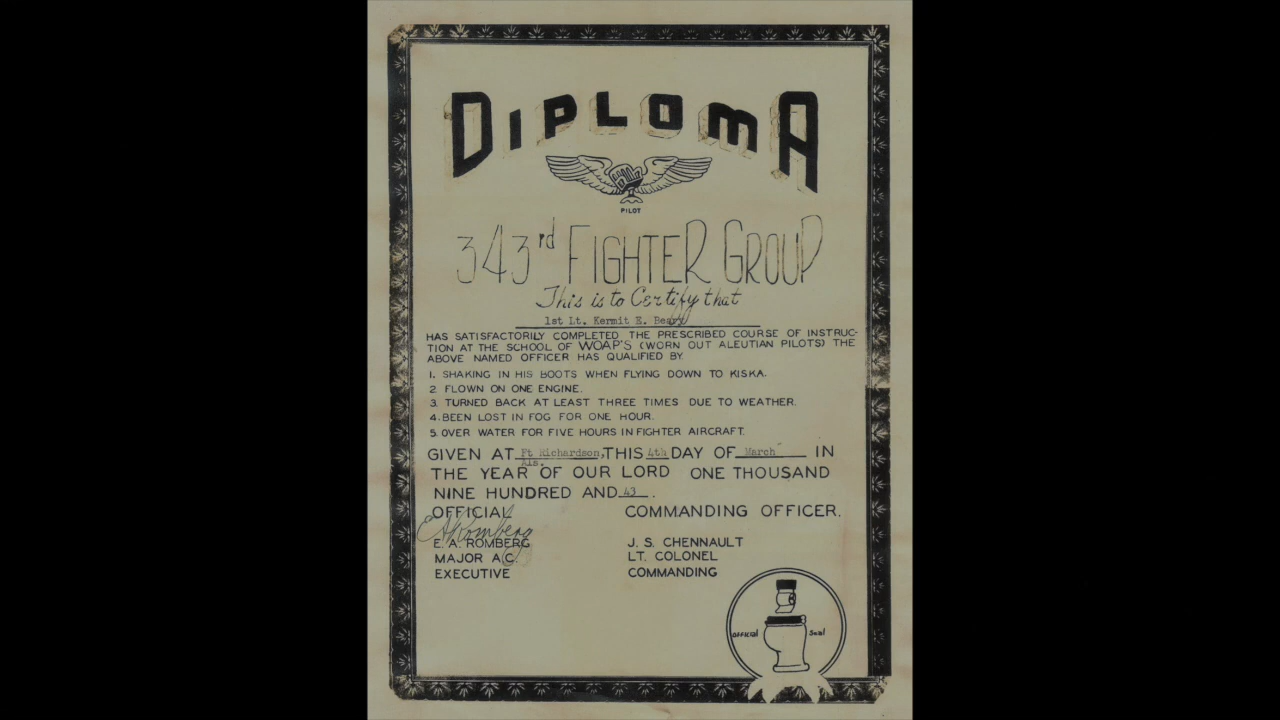 DIPLOMA
PILOT
343rd FIGHTER GROUP
This is to Certify that
1st Lt. Kermit E. Beary
HAS SATISFACTORILY COMPLETED THE PRESCRIBED COURSE OF INSTRUC-
TION AT THE SCHOOL OF WOAP'S (WORN OUT ALEUTIAN PILOTS) THE
ABOVE NAMED OFFICER HAS QUALIFIED BY.
1. SHAKING IN HIS BOOTS WHEN FLYING DOWN TO KISKA.
2 FLOWN ON ONE ENGINE.
3. TURNED BACK AT LEAST THREE TIMES DUE TO WEATHER.
4. BEEN LOST IN FOG FOR ONE HOUR.
5. OVER WATER FOR FIVE HOURS IN FIGHTER AIRCRAFT.
GIVEN AT Ft Richardson, THIS 4th DAY OF March IN
Als.
THE YEAR OF OUR LORD ONE THOUSAND
NINE HUNDRED AND 43.
OFFICIAL COMMANDING OFFICER.
E A Romberg
E. A. ROMBERG J. S. CHENNAULT
MAJOR A.C. LT. COLONEL
EXECUTIVE COMMANDING
OFFICIAL Seal